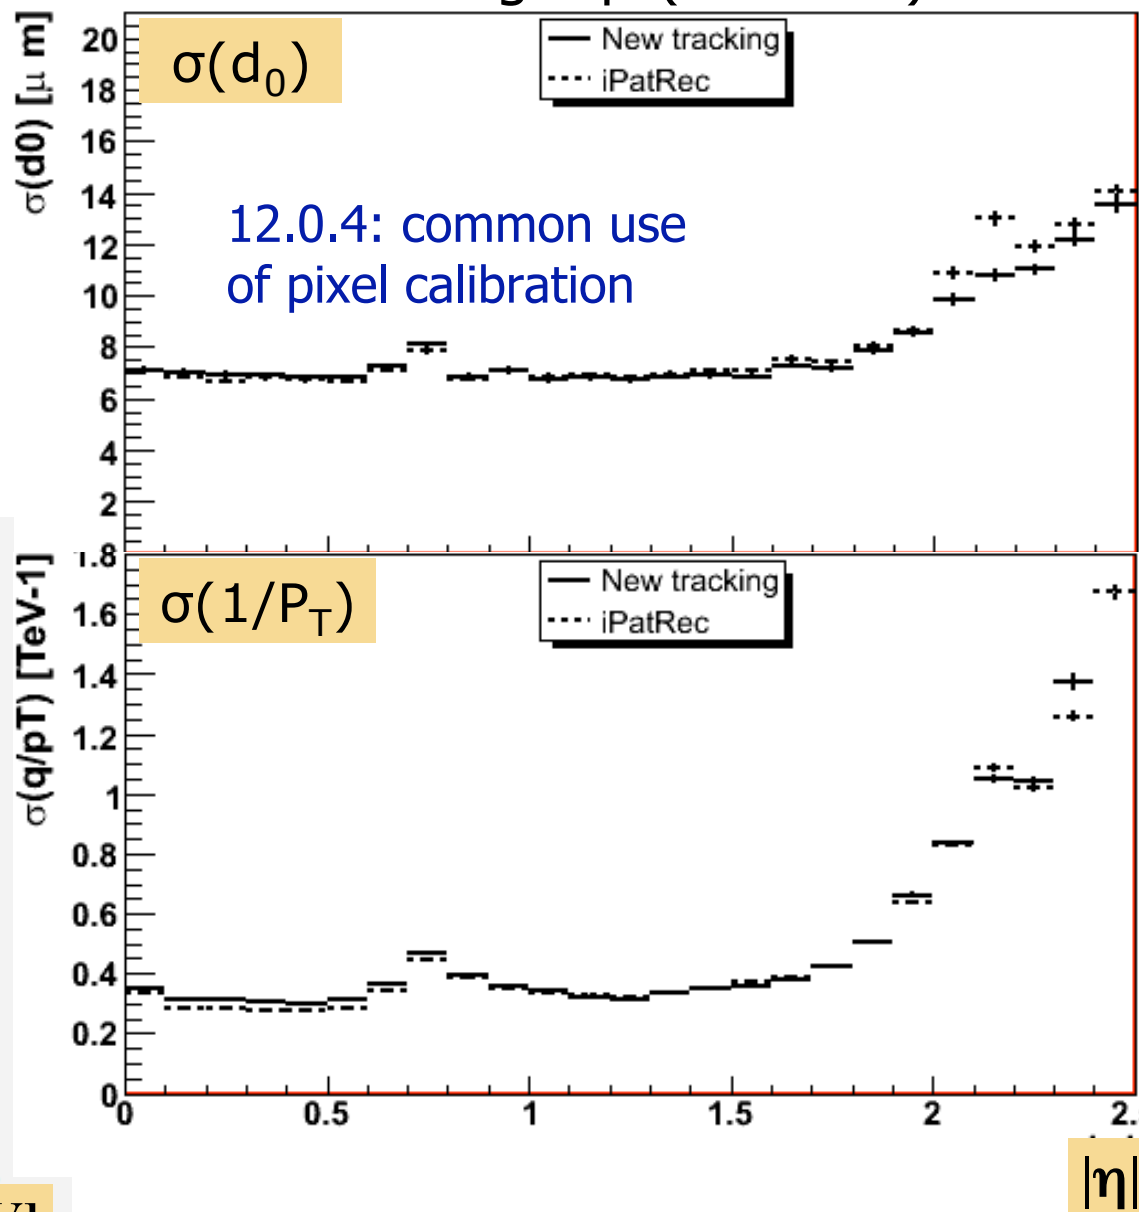 σ(d0) [μ m]
20
18
16
14
12
10
8
6
4
2
σ(d₀)
New tracking
iPatRec
12.0.4: common use
of pixel calibration
σ(q/pT) [TeV-1]
1.8
1.6
1.4
1.2
1
0.8
0.6
0.4
0.2
0
σ(1/P_T)
New tracking
iPatRec
0 0.5 1 1.5 2 2.
|η|